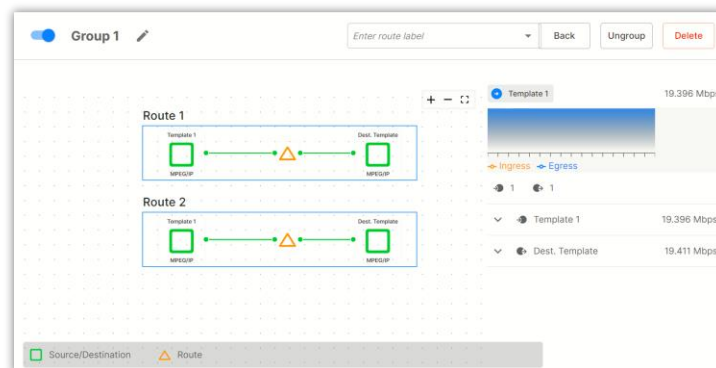 Group 1
Enter route label
Back
Ungroup
Delete
Route 1
Template 1
Dest. Template
MPEG/IP
MPEG/IP
Route 2
Template 1
Dest. Template
MPEG/IP
MPEG/IP
Template 1
19.396 Mbps
Ingress
Egress
1
1
Template 1
19.396 Mbps
Dest. Template
19.411 Mbps
Source/Destination
Route